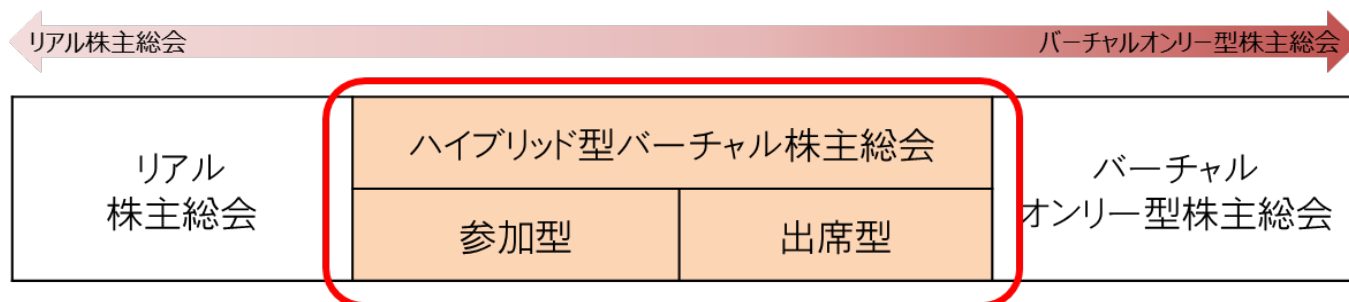 リアル株主総会
バーチャルオンリー型株主総会
リアル
株主総会
ハイブリッド型バーチャル株主総会
参加型
出席型
バーチャル
オンリー型株主総会